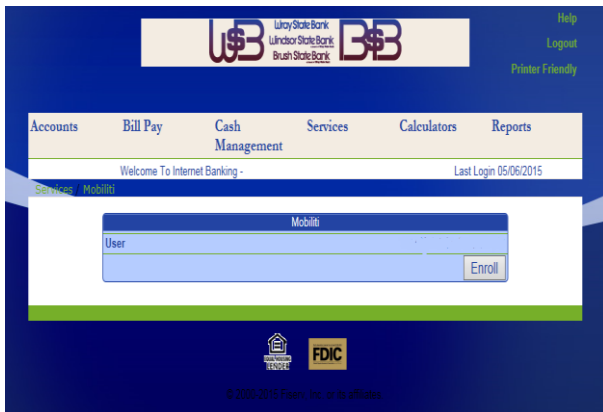 Wray State Bank
Windsor State Bank
Brush State Bank
Help
Logout
Printer Friendly
Accounts
Bill Pay
Cash Management
Services
Calculators
Reports
Welcome To Internet Banking -
Last Login 05/06/2015
Services / Mobiliti
Mobiliti
User
Enroll
LENDER
FDIC